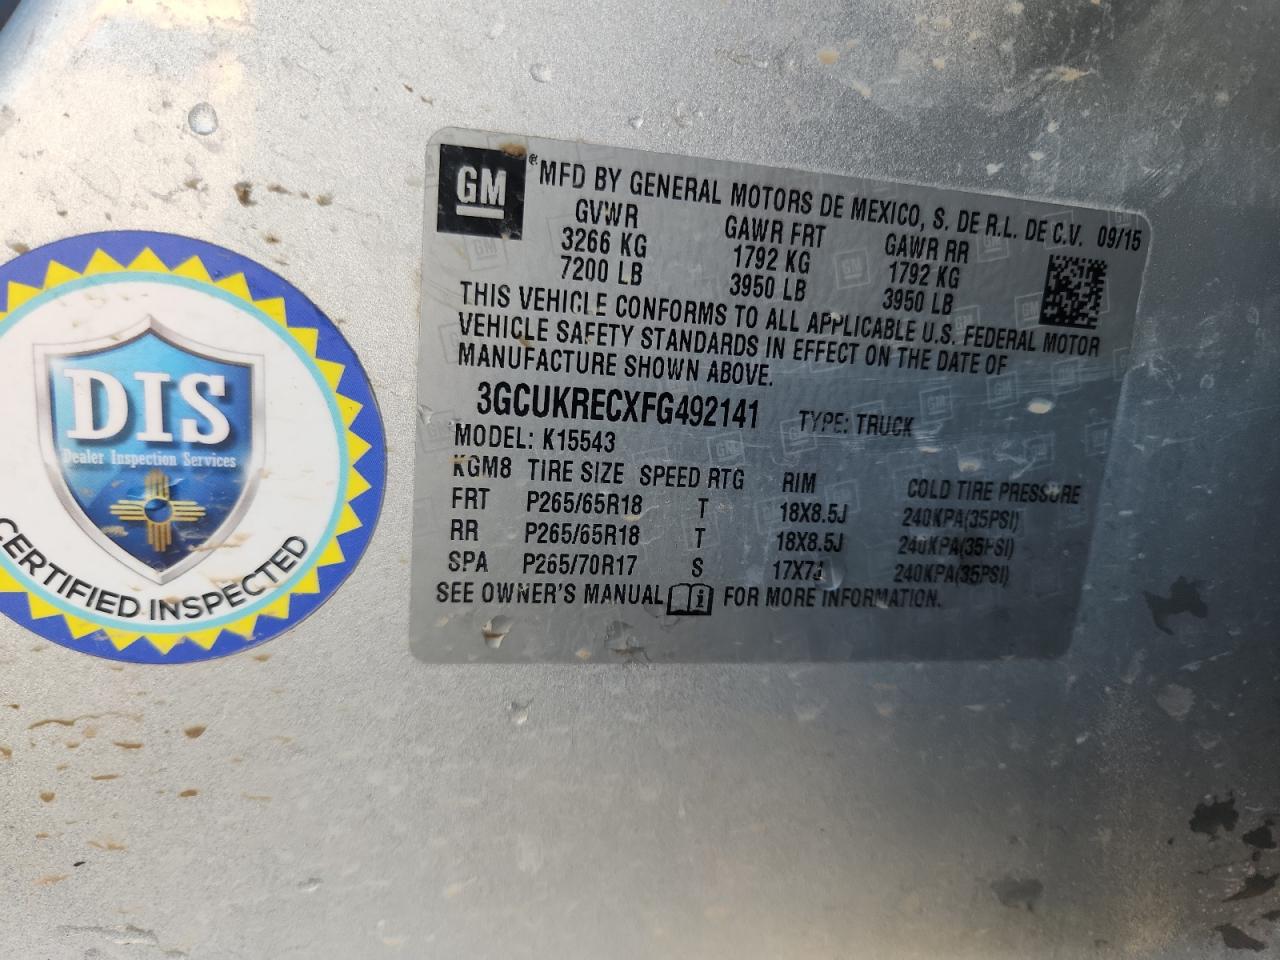 GM
®MFD BY GENERAL MOTORS DE MEXICO, S. DE R.L. DE C.V. 09/15
GVWR GAWR FRT GAWR RR
3266 KG 1792 KG 1792 KG
7200 LB 3950 LB 3950 LB
THIS VEHICLE CONFORMS TO ALL APPLICABLE U.S. FEDERAL MOTOR
VEHICLE SAFETY STANDARDS IN EFFECT ON THE DATE OF
MANUFACTURE SHOWN ABOVE.
3GCUKRECXFG492141 TYPE: TRUCK
MODEL: K15543
KGM8 TIRE SIZE SPEED RTG RIM COLD TIRE PRESSURE
FRT P265/65R18 T 18X8.5J 240KPA(35PSI)
RR P265/65R18 T 18X8.5J 240KPA(35PSI)
SPA P265/70R17 S 17X7J 240KPA(35PSI)
SEE OWNER'S MANUAL i FOR MORE INFORMATION.
DIS
Dealer Inspection Services
CERTIFIED INSPECTED